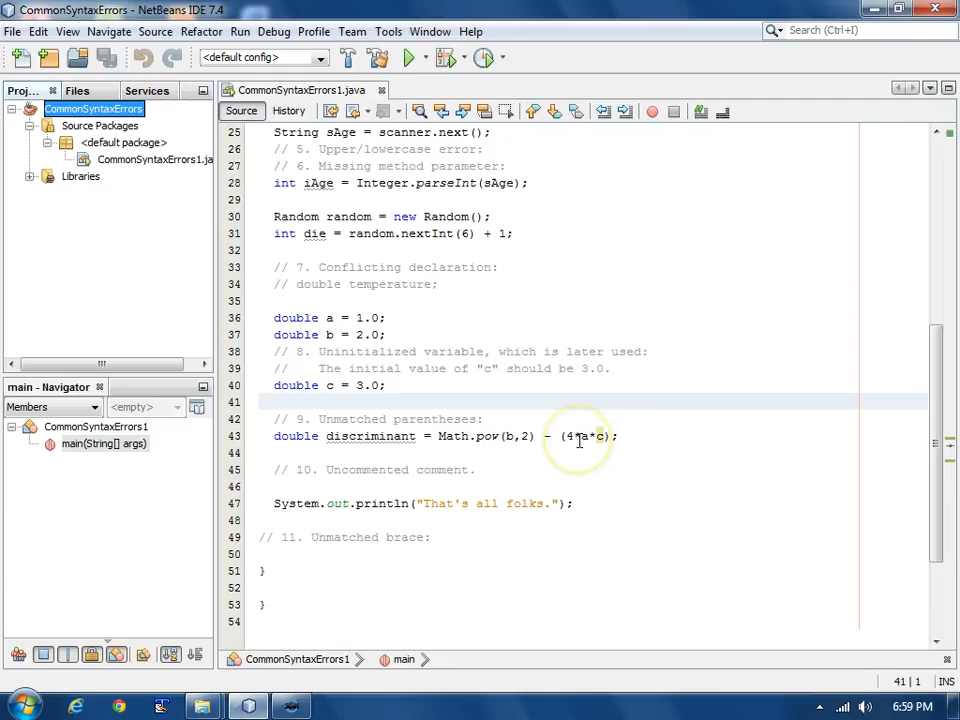 CommonSyntaxErrors - NetBeans IDE 7.4
File Edit View Navigate Source Refactor Run Debug Profile Team Tools Window Help
Search (Ctrl+I)
<default config>
Proj... Files Services
CommonSyntaxErrors1.java
CommonSyntaxErrors
Source Packages
<default package>
CommonSyntaxErrors1.ja
Libraries
Source History
25 String sAge = scanner.next();
26 // 5. Upper/lowercase error:
27 // 6. Missing method parameter:
28 int iAge = Integer.parseInt(sAge);
29
30 Random random = new Random();
31 int die = random.nextInt(6) + 1;
32
33 // 7. Conflicting declaration:
34 // double temperature;
35
36 double a = 1.0;
37 double b = 2.0;
38 // 8. Uninitialized variable, which is later used:
39 //    The initial value of "c" should be 3.0.
40 double c = 3.0;
41
42 // 9. Unmatched parentheses:
43 double discriminant = Math.pow(b,2) - (4*a*c);
44
45 // 10. Uncommented comment.
46
47 System.out.println("That's all folks.");
48
49 // 11. Unmatched brace:
50
51 }
52
53 }
54
main - Navigator
Members <empty>
CommonSyntaxErrors1
main(String[] args)
CommonSyntaxErrors1 main
41 | 1 INS
6:59 PM